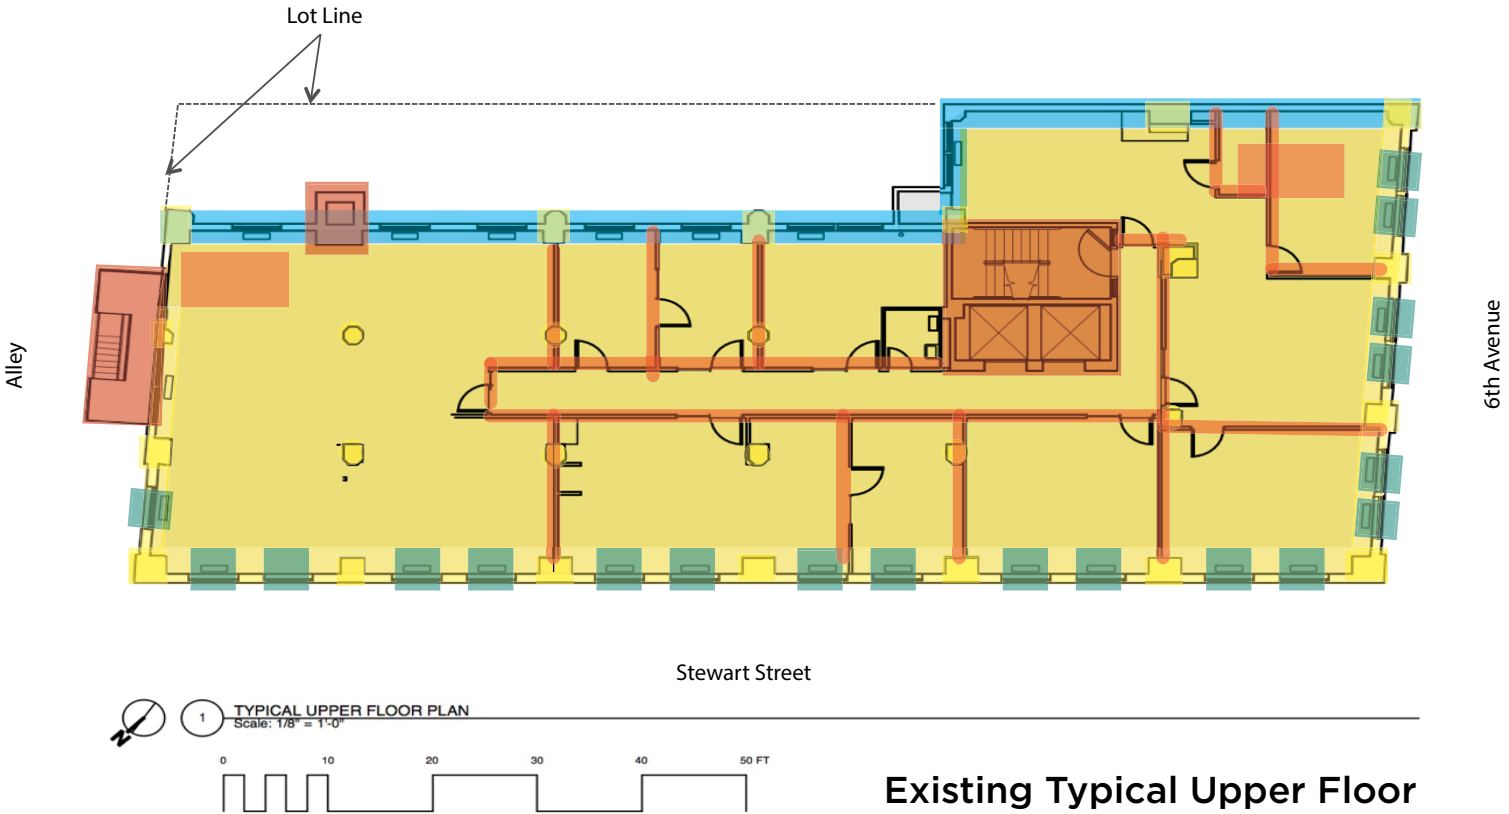 Lot Line
Alley
6th Avenue
Stewart Street
N
1
TYPICAL UPPER FLOOR PLAN
Scale: 1/8" = 1'-0"
0 10 20 30 40 50 FT
Existing Typical Upper Floor